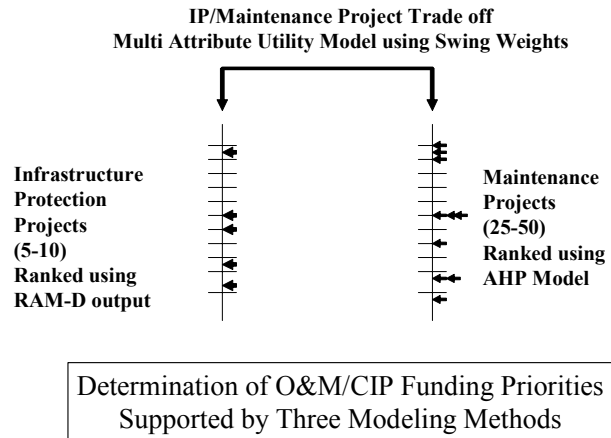 IP/Maintenance Project Trade off
Multi Attribute Utility Model using Swing Weights
Infrastructure
Protection
Projects
(5-10)
Ranked using
RAM-D output
Maintenance
Projects
(25-50)
Ranked using
AHP Model
Determination of O&M/CIP Funding Priorities
Supported by Three Modeling Methods